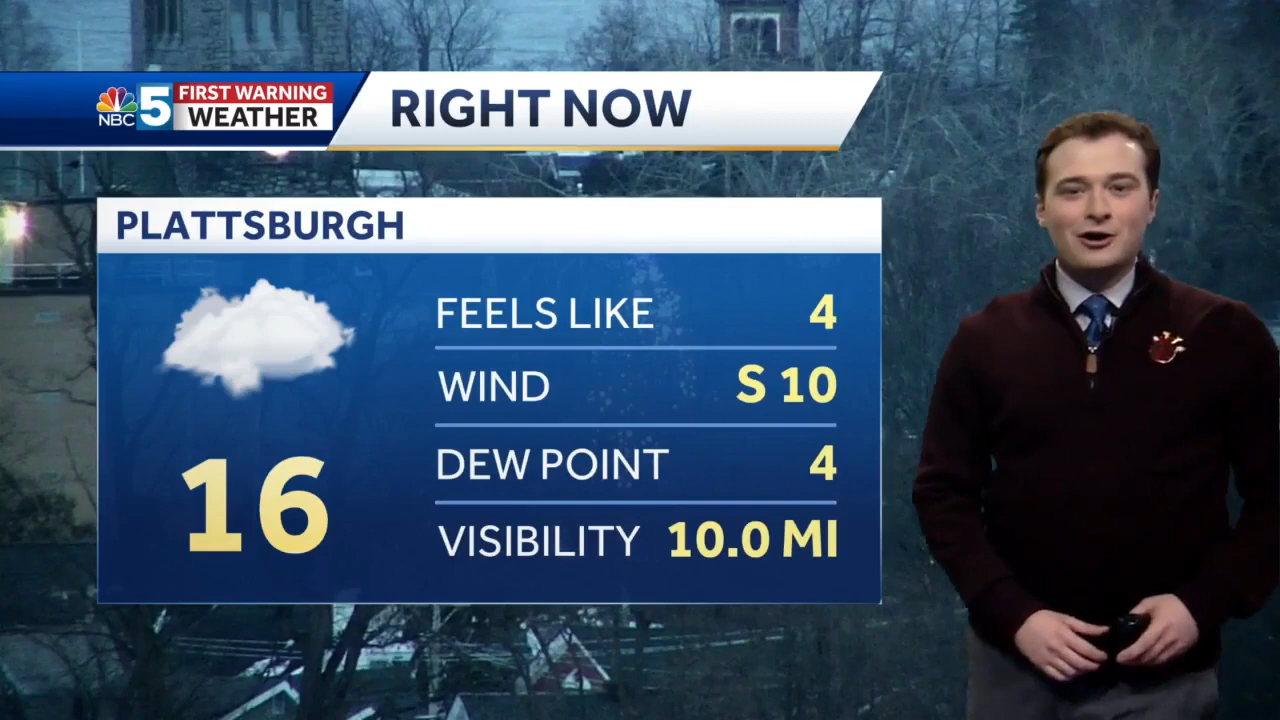 NBC 5 FIRST WARNING
WEATHER
RIGHT NOW
PLATTSBURGH
16
FEELS LIKE 4
WIND S 10
DEW POINT 4
VISIBILITY 10.0 MI